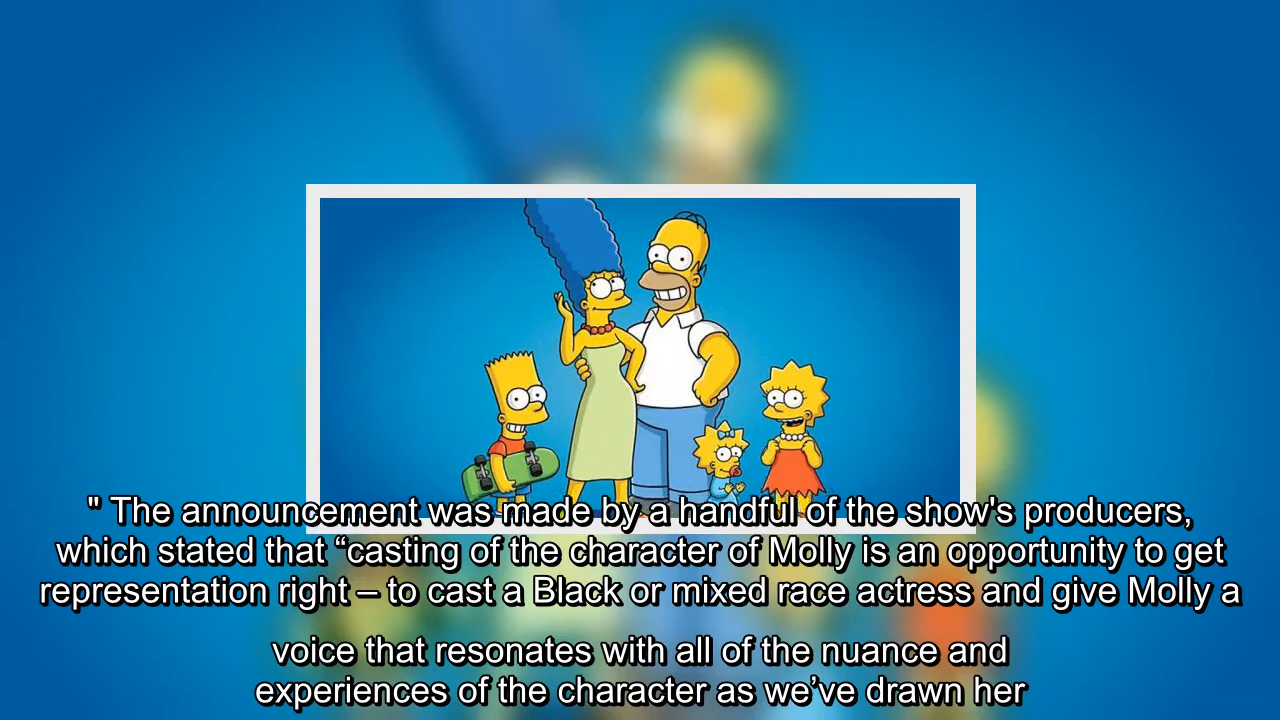 " The announcement was made by a handful of the show's producers,
which stated that “casting of the character of Molly is an opportunity to get
representation right – to cast a Black or mixed race actress and give Molly a
voice that resonates with all of the nuance and
experiences of the character as we’ve drawn her